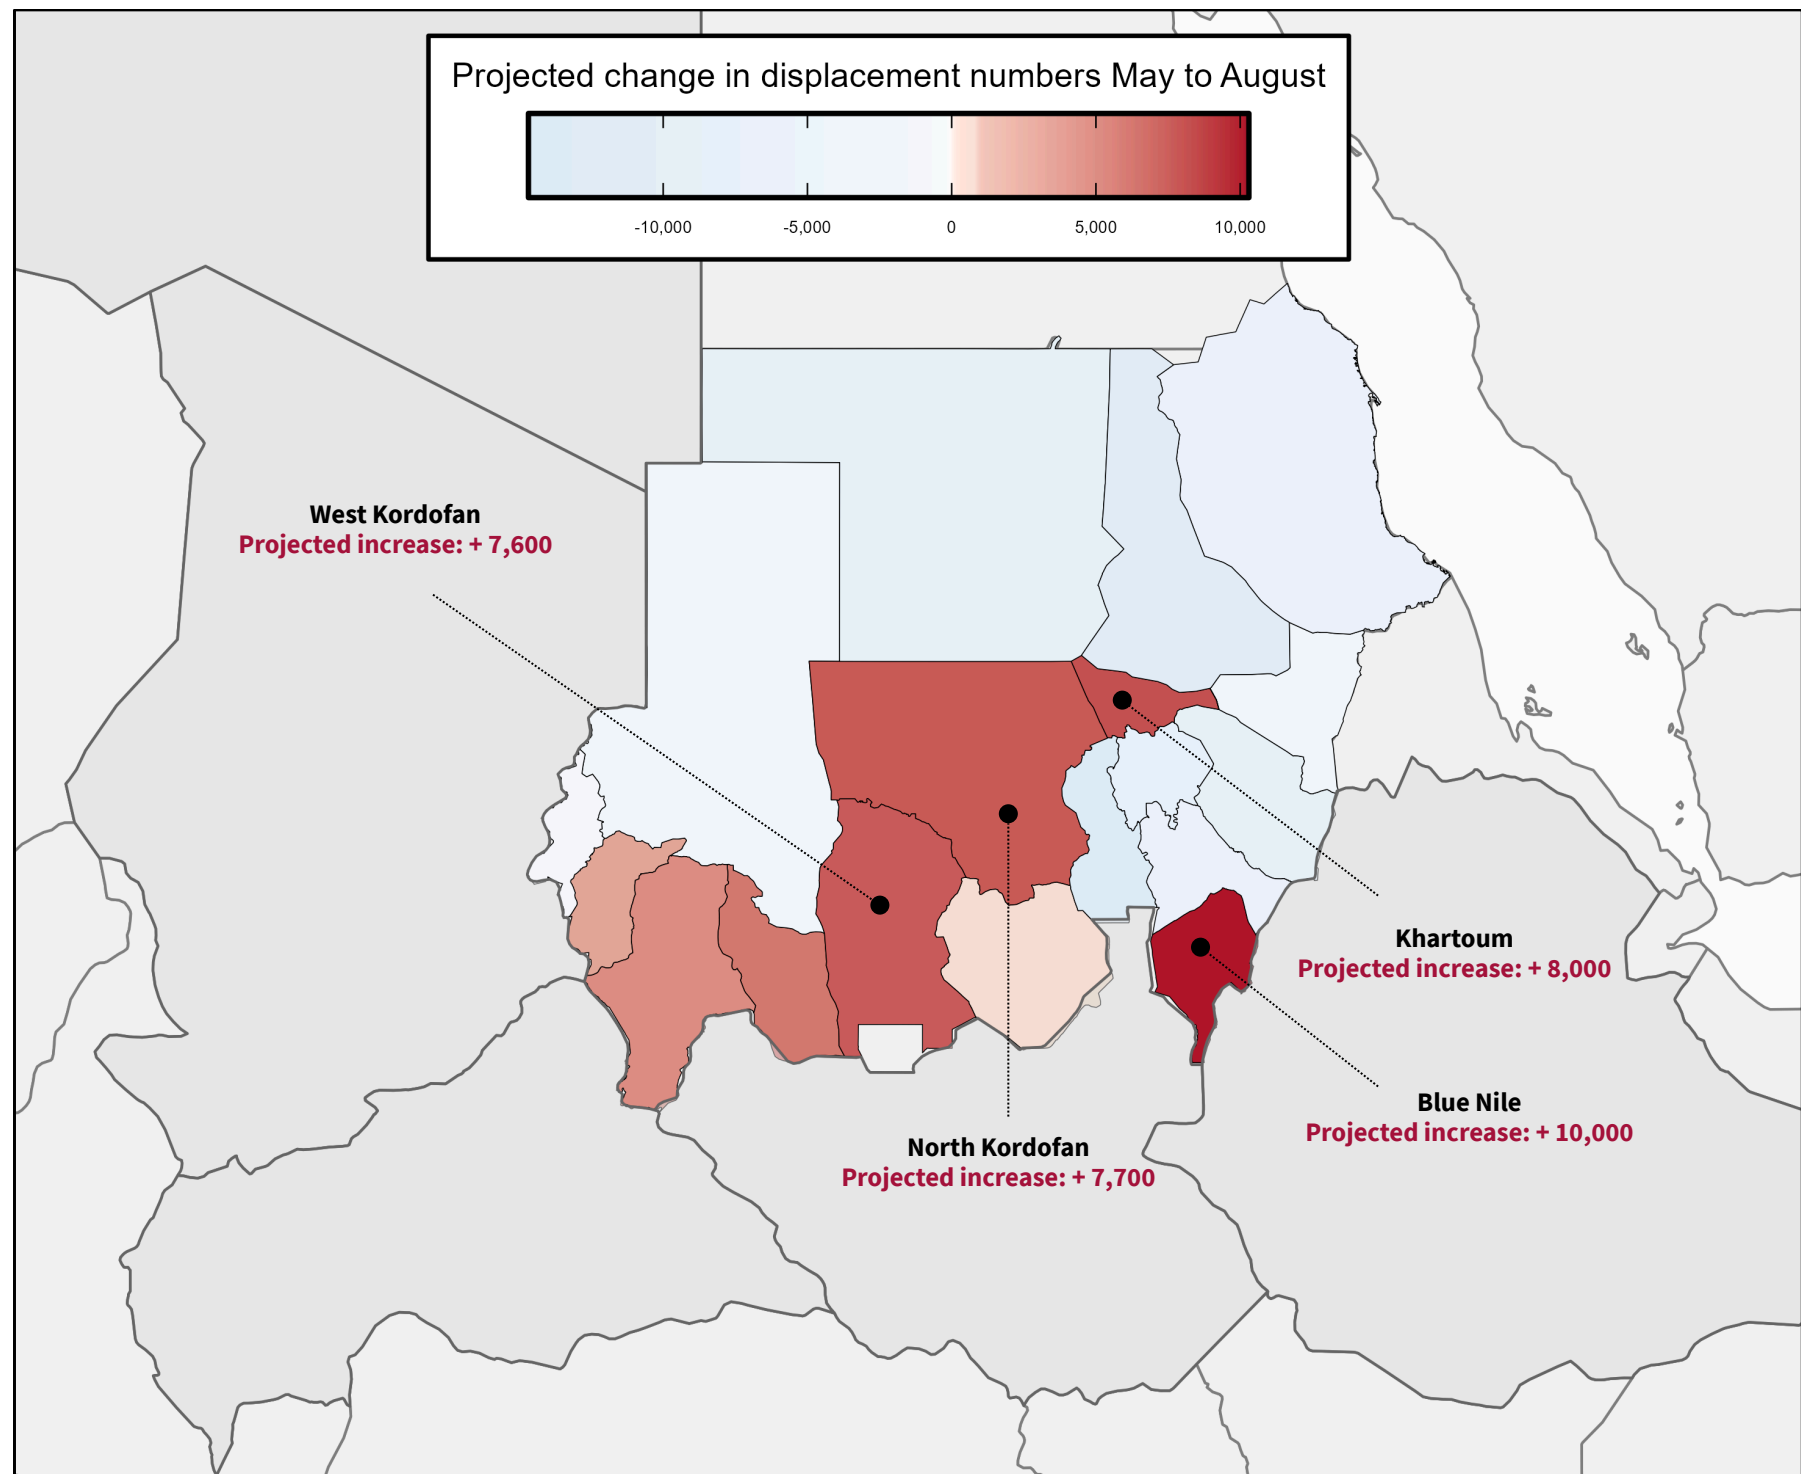 Projected change in displacement numbers May to August
-10,000 -5,000 0 5,000 10,000
West Kordofan
Projected increase: + 7,600
Khartoum
Projected increase: + 8,000
Blue Nile
Projected increase: + 10,000
North Kordofan
Projected increase: + 7,700